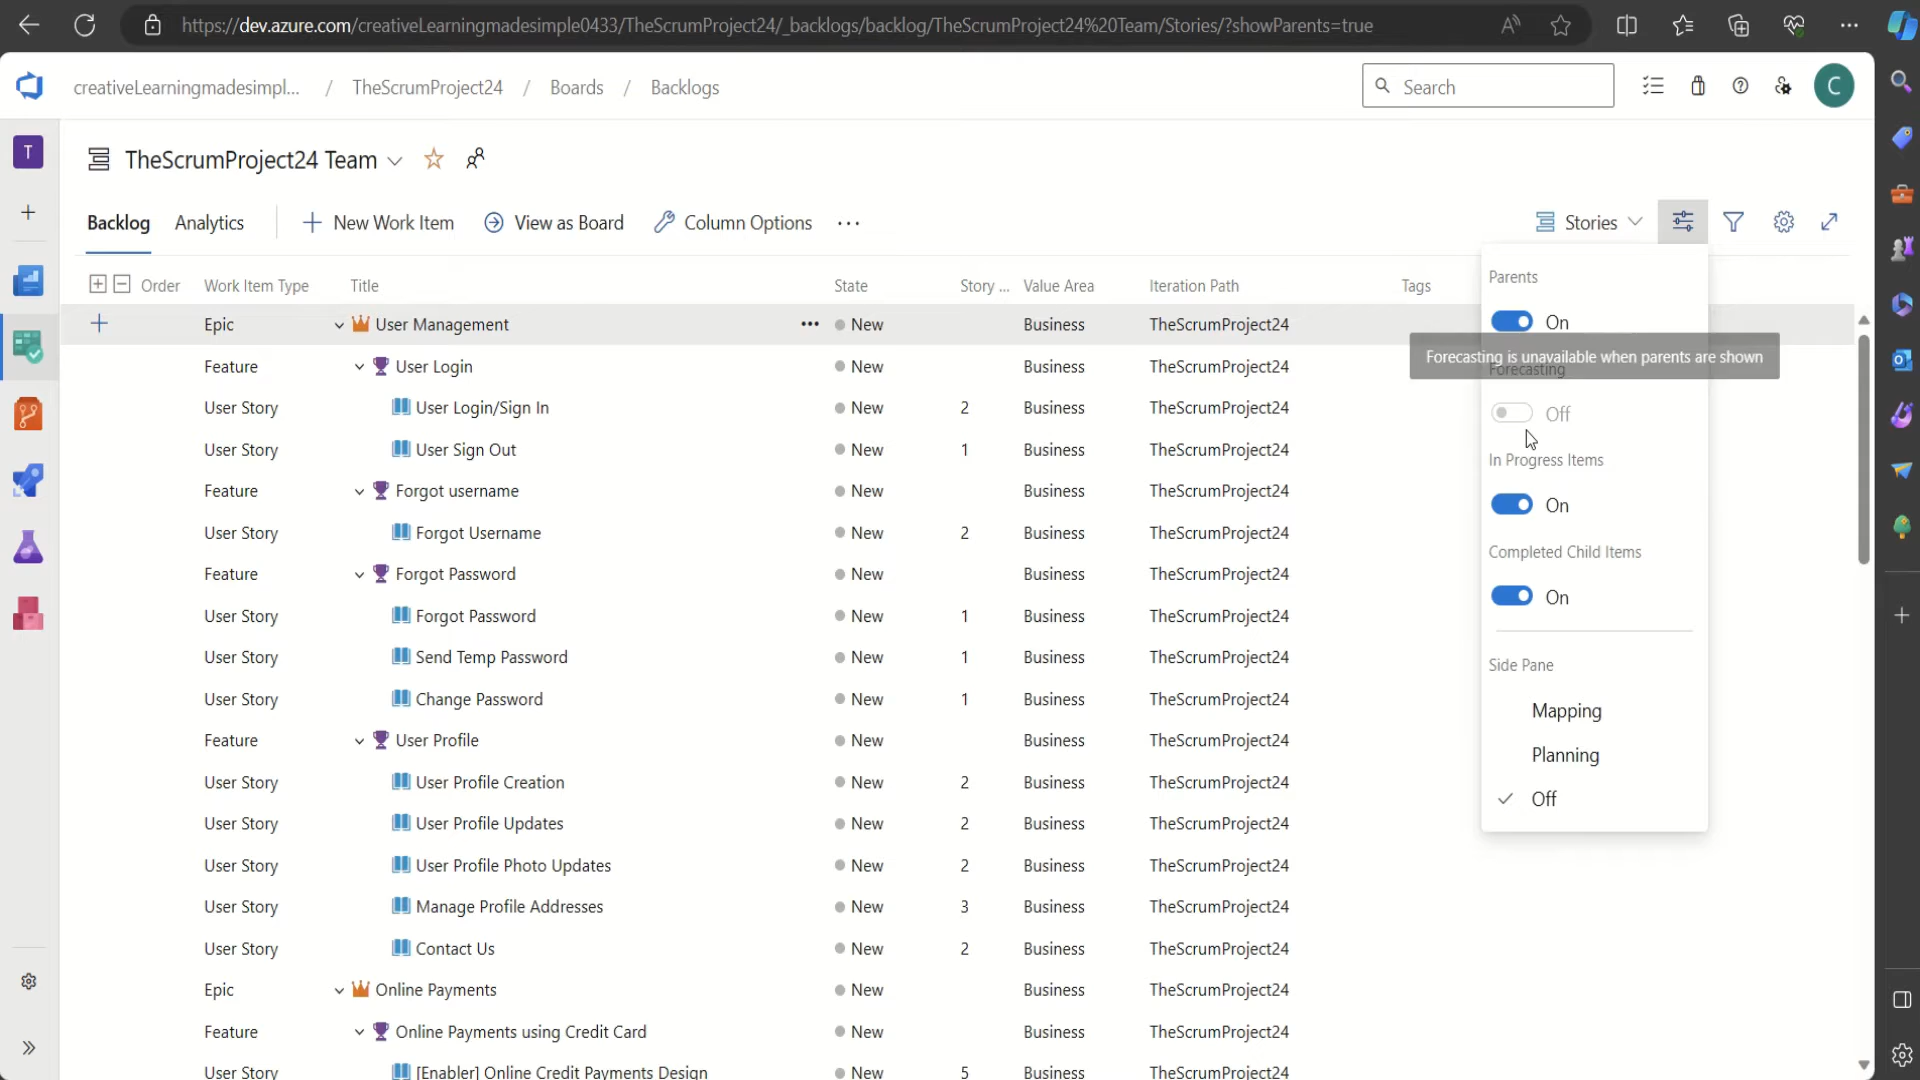 https://dev.azure.com/creativeLearningmadesimple0433/TheScrumProject24/_backlogs/backlog/TheScrumProject24%20Team/Stories/?showParents=true
creativeLearningmadesimpl... / TheScrumProject24 / Boards / Backlogs
Search
C
T
TheScrumProject24 Team
Backlog Analytics New Work Item View as Board Column Options Stories
Order Work Item Type Title State Story ... Value Area Iteration Path Tags
Epic User Management New Business TheScrumProject24
Feature User Login New Business TheScrumProject24
User Story User Login/Sign In New 2 Business TheScrumProject24
User Story User Sign Out New 1 Business TheScrumProject24
Feature Forgot username New Business TheScrumProject24
User Story Forgot Username New 2 Business TheScrumProject24
Feature Forgot Password New Business TheScrumProject24
User Story Forgot Password New 1 Business TheScrumProject24
User Story Send Temp Password New 1 Business TheScrumProject24
User Story Change Password New 1 Business TheScrumProject24
Feature User Profile New Business TheScrumProject24
User Story User Profile Creation New 2 Business TheScrumProject24
User Story User Profile Updates New 2 Business TheScrumProject24
User Story User Profile Photo Updates New 2 Business TheScrumProject24
User Story Manage Profile Addresses New 3 Business TheScrumProject24
User Story Contact Us New 2 Business TheScrumProject24
Epic Online Payments New Business TheScrumProject24
Feature Online Payments using Credit Card New Business TheScrumProject24
User Story [Enabler] Online Credit Payments Design New 5 Business TheScrumProject24
Parents
On
Forecasting is unavailable when parents are shown
Forecasting
Off
In Progress Items
On
Completed Child Items
On
Side Pane
Mapping
Planning
Off